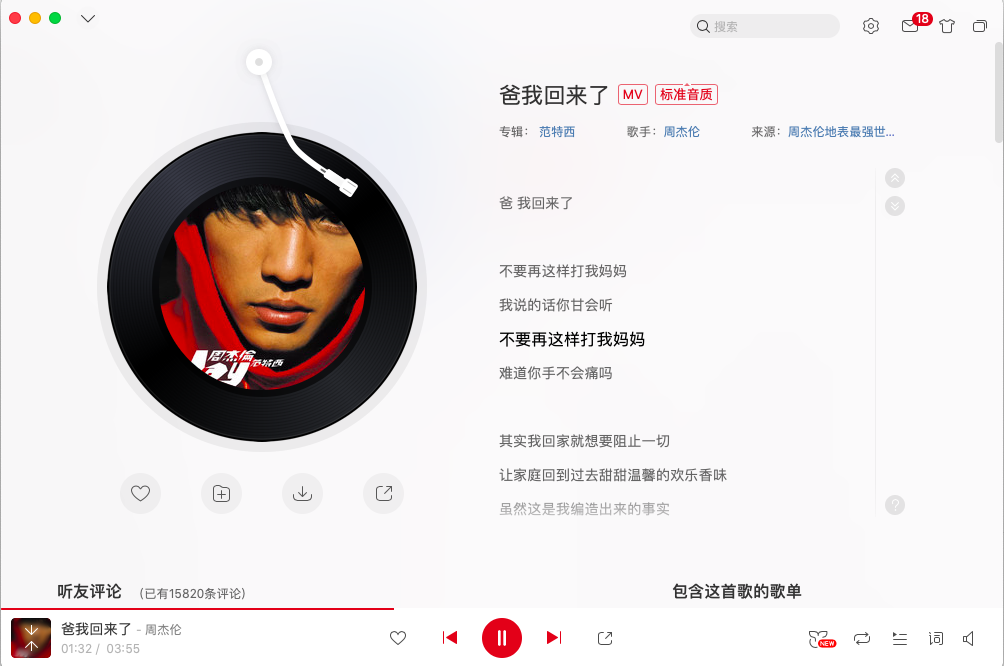 搜索
18
爸我回来了 MV 标准音质
专辑： 范特西 歌手： 周杰伦 来源： 周杰伦地表最强世...
爸 我回来了
不要再这样打我妈妈
我说的话你甘会听
不要再这样打我妈妈
难道你手不会痛吗
其实我回家就想要阻止一切
让家庭回到过去甜甜温馨的欢乐香味
虽然这是我编造出来的事实
周杰倫
范特西
Jay
?
听友评论 (已有15820条评论)
包含这首歌的歌单
爸我回来了 - 周杰伦
01:32 / 03:55
NEW
词